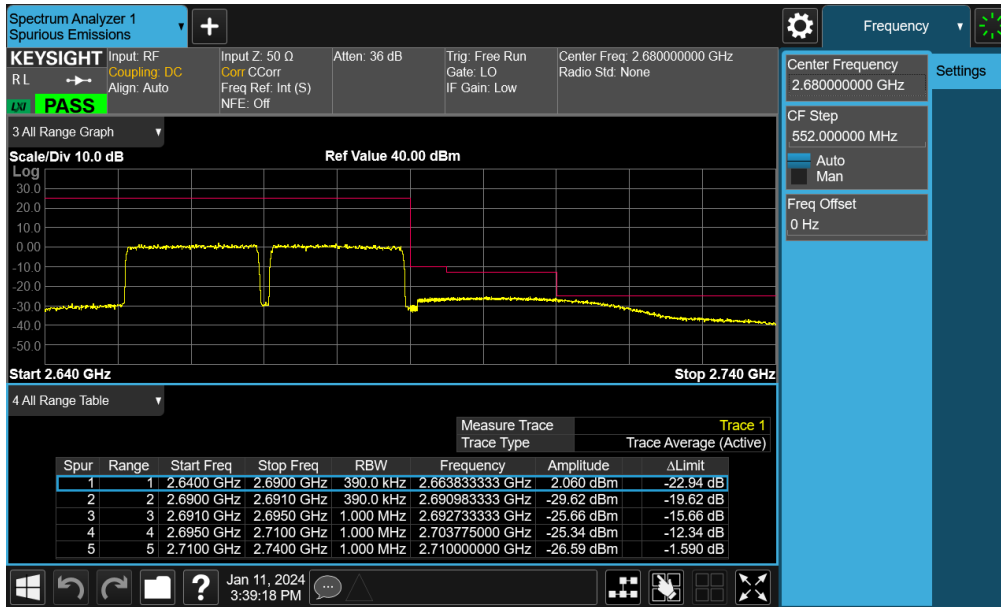 Spectrum Analyzer 1
Spurious Emissions
Frequency
KEYSIGHT Input: RF Input Z: 50 Ω Atten: 36 dB Trig: Free Run Center Freq: 2.680000000 GHz
R L Coupling: DC Corr CCorr Gate: LO Radio Std: None
Align: Auto Freq Ref: Int (S) IF Gain: Low
LXI PASS NFE: Off
Center Frequency
2.680000000 GHz
Settings
CF Step
552.000000 MHz
Auto
Man
Freq Offset
0 Hz
3 All Range Graph
Scale/Div 10.0 dB Ref Value 40.00 dBm
Log
30.0
20.0
10.0
0.00
-10.0
-20.0
-30.0
-40.0
-50.0
Start 2.640 GHz Stop 2.740 GHz
4 All Range Table
Measure Trace Trace 1
Trace Type Trace Average (Active)
Spur Range Start Freq Stop Freq RBW Frequency Amplitude ΔLimit
1 1 2.6400 GHz 2.6900 GHz 390.0 kHz 2.663833333 GHz 2.060 dBm -22.94 dB
2 2 2.6900 GHz 2.6910 GHz 390.0 kHz 2.690983333 GHz -29.62 dBm -19.62 dB
3 3 2.6910 GHz 2.6950 GHz 1.000 MHz 2.692733333 GHz -25.66 dBm -15.66 dB
4 4 2.6950 GHz 2.7100 GHz 1.000 MHz 2.703775000 GHz -25.34 dBm -12.34 dB
5 5 2.7100 GHz 2.7400 GHz 1.000 MHz 2.710000000 GHz -26.59 dBm -1.590 dB
Jan 11, 2024
3:39:18 PM